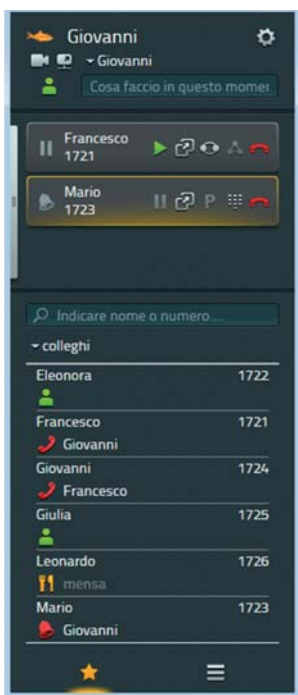 Giovanni
Giovanni
Cosa faccio in questo momei
Francesco
1721
Mario
1723
P
Indicare nome o numero....
colleghi
Eleonora 1722
Francesco 1721
Giovanni
Giovanni 1724
Francesco
Giulia 1725
Leonardo 1726
mensa
Mario 1723
Giovanni